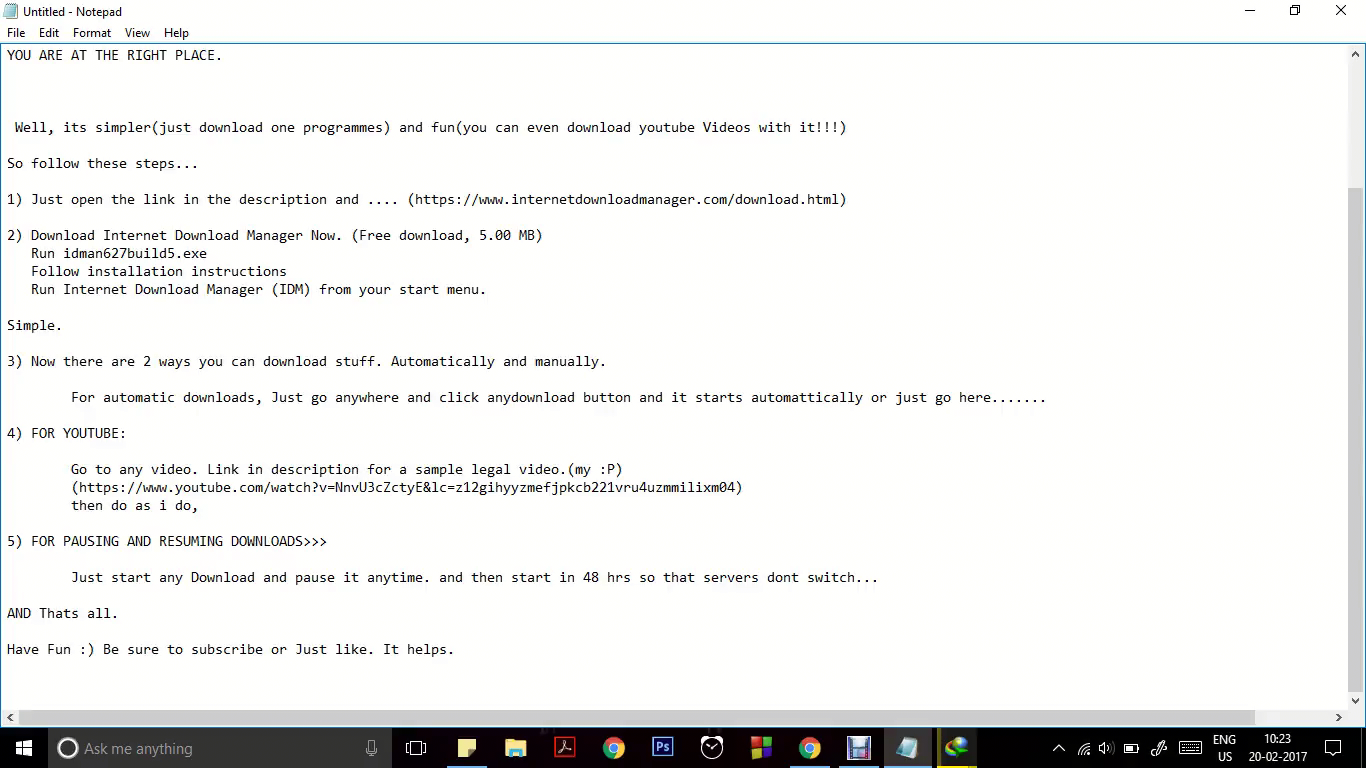 Untitled - Notepad
File Edit Format View Help
YOU ARE AT THE RIGHT PLACE.
Well, its simpler(just download one programmes) and fun(you can even download youtube Videos with it!!!)
So follow these steps...
1) Just open the link in the description and .... (https://www.internetdownloadmanager.com/download.html)
2) Download Internet Download Manager Now. (Free download, 5.00 MB)
Run idman627build5.exe
Follow installation instructions
Run Internet Download Manager (IDM) from your start menu.
Simple.
3) Now there are 2 ways you can download stuff. Automatically and manually.
For automatic downloads, Just go anywhere and click anydownload button and it starts automattically or just go here.......
4) FOR YOUTUBE:
Go to any video. Link in description for a sample legal video.(my :P)
(https://www.youtube.com/watch?v=NnvU3cZctyE&lc=z12gihyyzmefjpkcb221vru4uzmmilixm04)
then do as i do,
5) FOR PAUSING AND RESUMING DOWNLOADS>>>
Just start any Download and pause it anytime. and then start in 48 hrs so that servers dont switch...
AND Thats all.
Have Fun :) Be sure to subscribe or Just like. It helps.
Ask me anything
Ps
ENG
US
10:23
20-02-2017